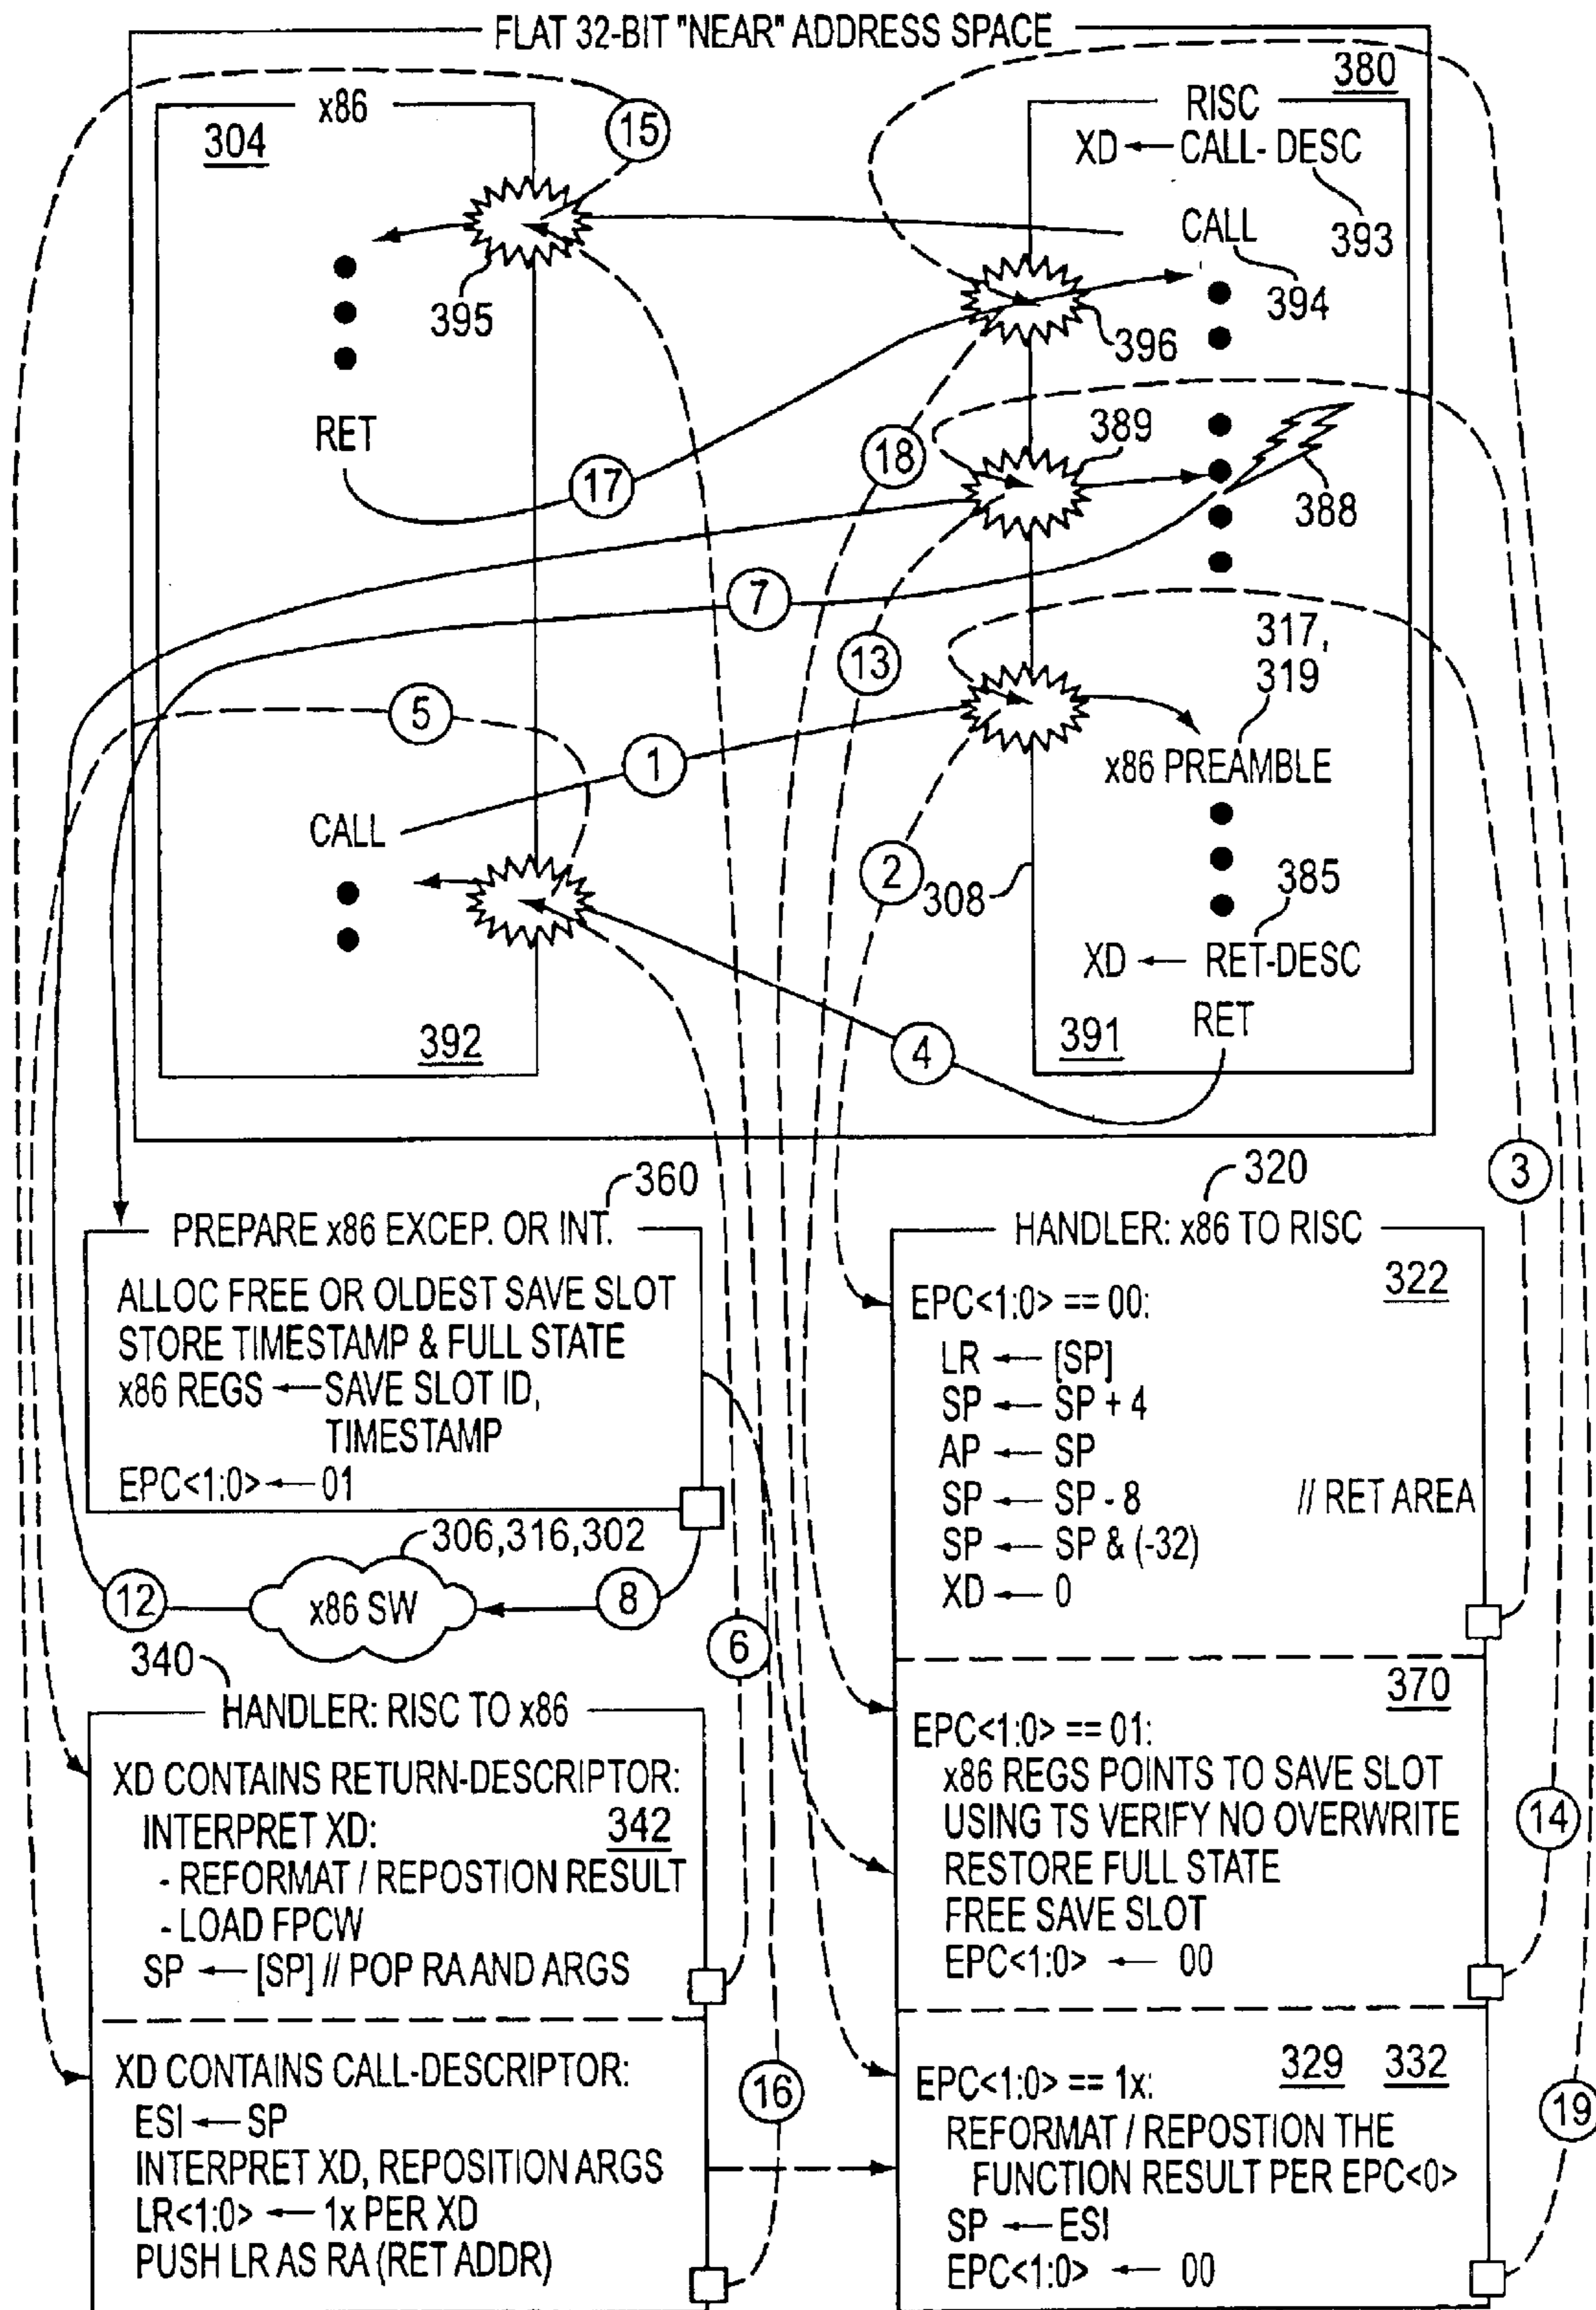 FLAT 32-BIT "NEAR" ADDRESS SPACE
380
x86
304
15
RISC
XD ← CALL- DESC
393
CALL
394
395
396
RET
17
18
389
388
7
13
317,
319
5
1
x86 PREAMBLE
CALL
2
308
385
XD ← RET-DESC
RET
392
4
391
3
360
PREPARE x86 EXCEP. OR INT.
ALLOC FREE OR OLDEST SAVE SLOT
STORE TIMESTAMP & FULL STATE
x86 REGS ← SAVE SLOT ID,
TIMESTAMP
EPC<1:0> ← 01
306,316,302
12
x86 SW
8
6
320
HANDLER: x86 TO RISC
322
EPC<1:0> == 00:
LR ← [SP]
SP ← SP + 4
AP ← SP
SP ← SP - 8 // RET AREA
SP ← SP & (-32)
XD ← 0
340
HANDLER: RISC TO x86
XD CONTAINS RETURN-DESCRIPTOR:
INTERPRET XD: 342
- REFORMAT / REPOSTION RESULT
- LOAD FPCW
SP ← [SP] // POP RA AND ARGS
370
EPC<1:0> == 01:
x86 REGS POINTS TO SAVE SLOT
USING TS VERIFY NO OVERWRITE
RESTORE FULL STATE
FREE SAVE SLOT
EPC<1:0> ← 00
14
XD CONTAINS CALL-DESCRIPTOR:
ESI ← SP
INTERPRET XD, REPOSITION ARGS
LR<1:0> ← 1x PER XD
PUSH LR AS RA (RET ADDR)
16
EPC<1:0> == 1x: 329 332
REFORMAT / REPOSTION THE
FUNCTION RESULT PER EPC<0>
SP ← ESI
EPC<1:0> ← 00
19